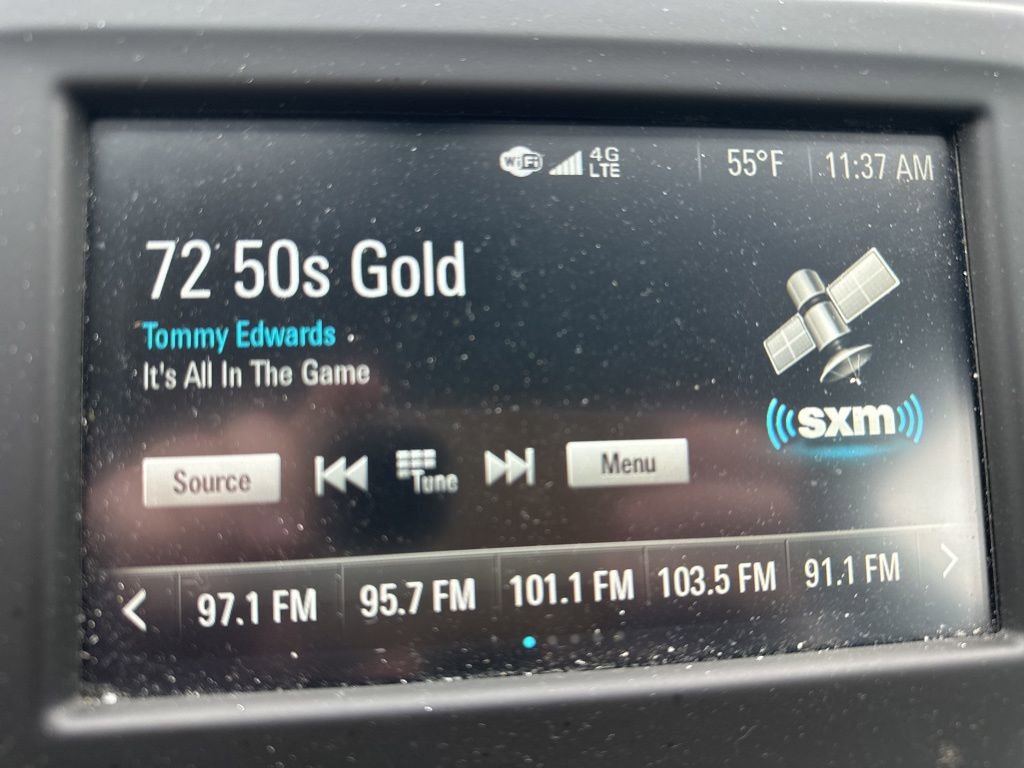 WiFi 4G LTE 55°F 11:37 AM
72 50s Gold
Tommy Edwards
It's All In The Game
sxm
Source Tune Menu
97.1 FM 95.7 FM 101.1 FM 103.5 FM 91.1 FM